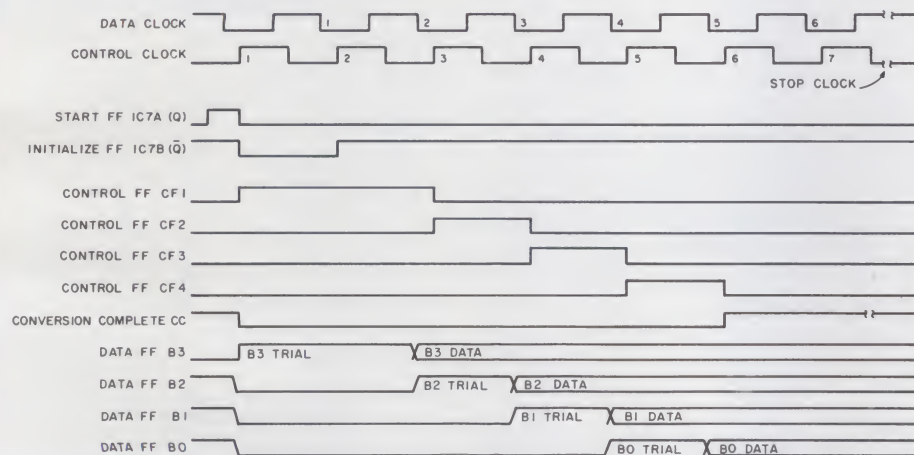 DATA CLOCK 1 2 3 4 5 6
CONTROL CLOCK 1 2 3 4 5 6 7
STOP CLOCK
START FF IC7A (Q)
INITIALIZE FF IC7B (Q̄)
CONTROL FF CF1
CONTROL FF CF2
CONTROL FF CF3
CONTROL FF CF4
CONVERSION COMPLETE CC
DATA FF B3 B3 TRIAL B3 DATA
DATA FF B2 B2 TRIAL B2 DATA
DATA FF B1 B1 TRIAL B1 DATA
DATA FF B0 B0 TRIAL B0 DATA